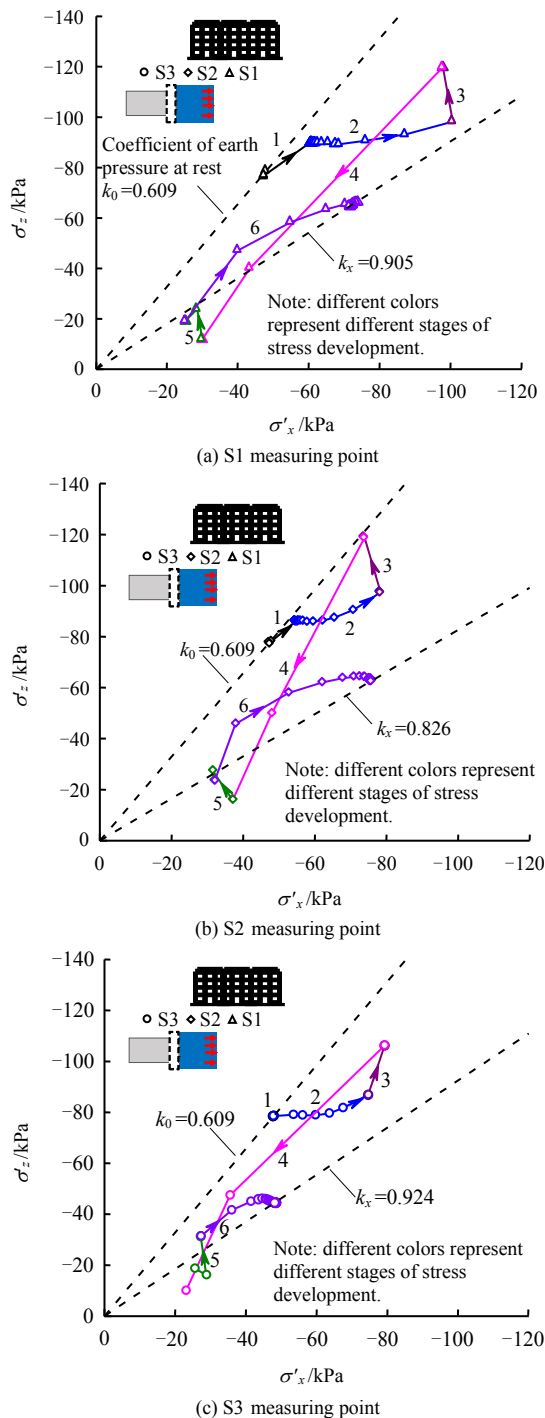 −140
−120
−100
−80
−60
−40
−20
0
σ′z /kPa
S3 S2 S1
Coefficient of earth
pressure at rest
k0=0.609
1
2
3
4
5
6
kx=0.905
Note: different colors
represent different stages of
stress development.
0 −20 −40 −60 −80 −100 −120
σ′x /kPa
(a) S1 measuring point
−140
−120
−100
−80
−60
−40
−20
0
σ′z /kPa
S3 S2 S1
k0=0.609
1
2
3
4
5
6
kx=0.826
Note: different colors represent
different stages of stress
development.
0 −20 −40 −60 −80 −100 −120
σ′x /kPa
(b) S2 measuring point
−140
−120
−100
−80
−60
−40
−20
0
σ′z /kPa
S3 S2 S1
k0=0.609
1
2
3
4
5
6
kx=0.924
Note: different colors represent
different stages of stress
development.
0 −20 −40 −60 −80 −100 −120
σ′x /kPa
(c) S3 measuring point